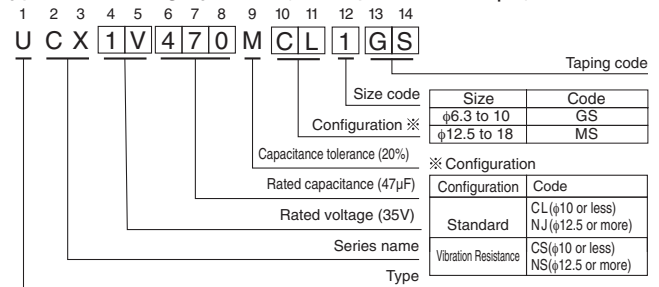 1 2 3 4 5 6 7 8 9 10 11 12 13 14
U C X 1 V 4 7 0 M C L 1 G S
Taping code
Size code
Size Code
ϕ6.3 to 10 GS
ϕ12.5 to 18 MS
Configuration ※
Capacitance tolerance (20%)
※ Configuration
Rated capacitance (47µF)
Configuration Code
Rated voltage (35V)
Standard
CL(ϕ10 or less)
NJ(ϕ12.5 or more)
Series name
Vibration Resistance
CS(ϕ10 or less)
NS(ϕ12.5 or more)
Type